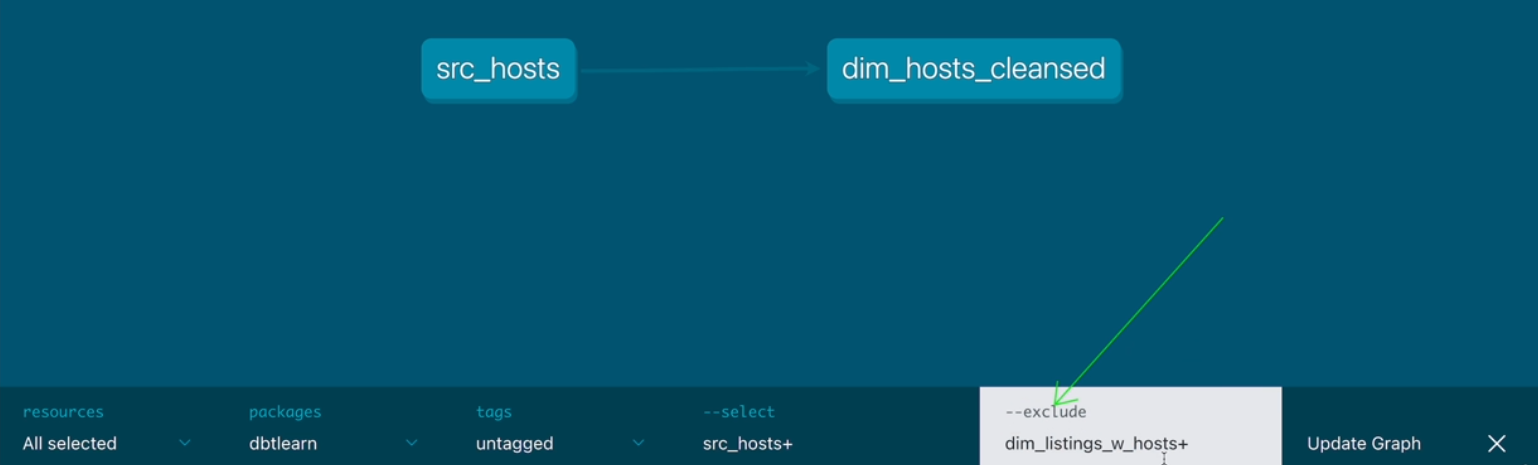 src_hosts
dim_hosts_cleansed
resources
packages
tags
--select
--exclude
All selected
dbtlearn
untagged
src_hosts+
dim_listings_w_hosts+
Update Graph